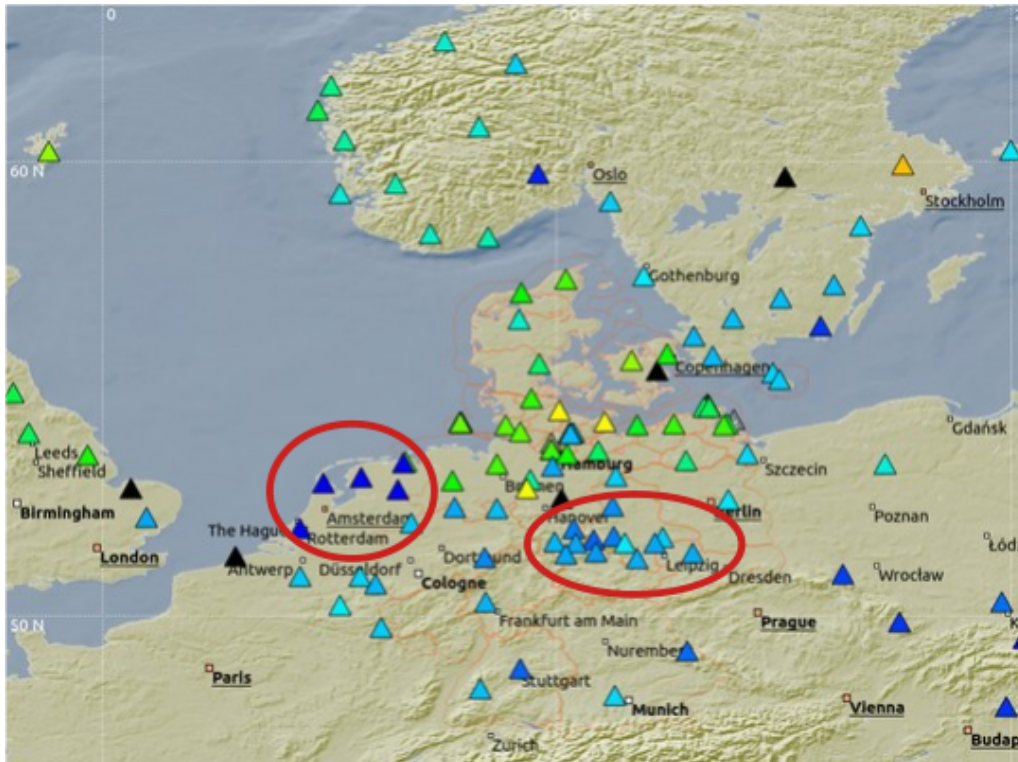 0
60 N
Oslo
Stockholm
Gothenburg
Copenhagen
Gdańsk
Leeds
Sheffield
Hamburg
Szczecin
Birmingham
Amsterdam
Hanover
Berlin
Poznan
The Hague
Rotterdam
London
Dortmund
Leipzig
Antwerp
Düsseldorf
Cologne
Dresden
Wrocław
50 N
Frankfurt am Main
Prague
Nuremberg
Paris
Stuttgart
Munich
Vienna
Zurich
Budap